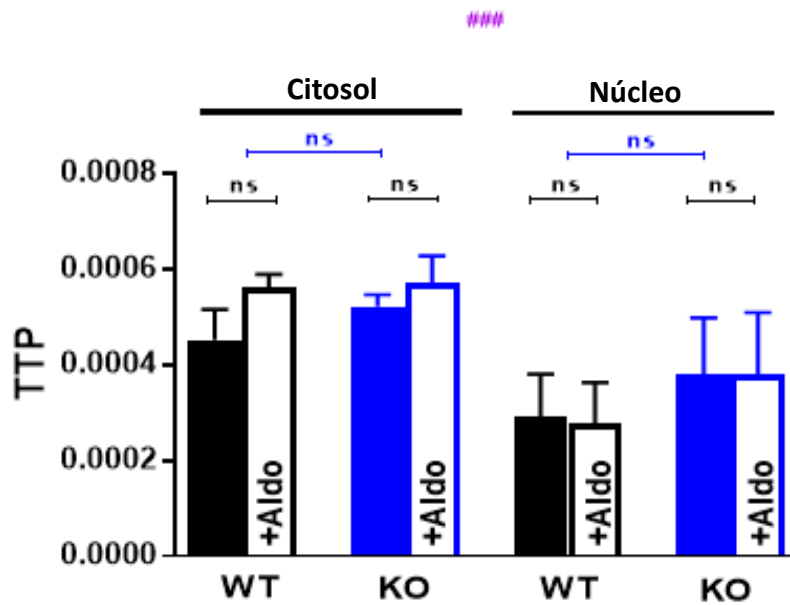 ###
Citosol Núcleo
ns ns
ns ns ns ns
0.0008
0.0006
0.0004
0.0002
0.0000
TTP
+Aldo +Aldo +Aldo +Aldo
WT KO WT KO